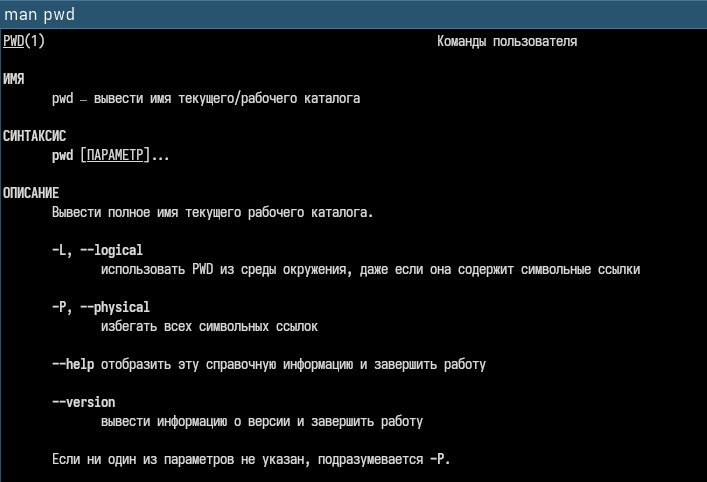 man pwd
PWD(1) Команды пользователя
ИМЯ
pwd – вывести имя текущего/рабочего каталога
СИНТАКСИС
pwd [ПАРАМЕТР]...
ОПИСАНИЕ
Вывести полное имя текущего рабочего каталога.
-L, --logical
использовать PWD из среды окружения, даже если она содержит символьные ссылки
-P, --physical
избегать всех символьных ссылок
--help отобразить эту справочную информацию и завершить работу
--version
вывести информацию о версии и завершить работу
Если ни один из параметров не указан, подразумевается -P.